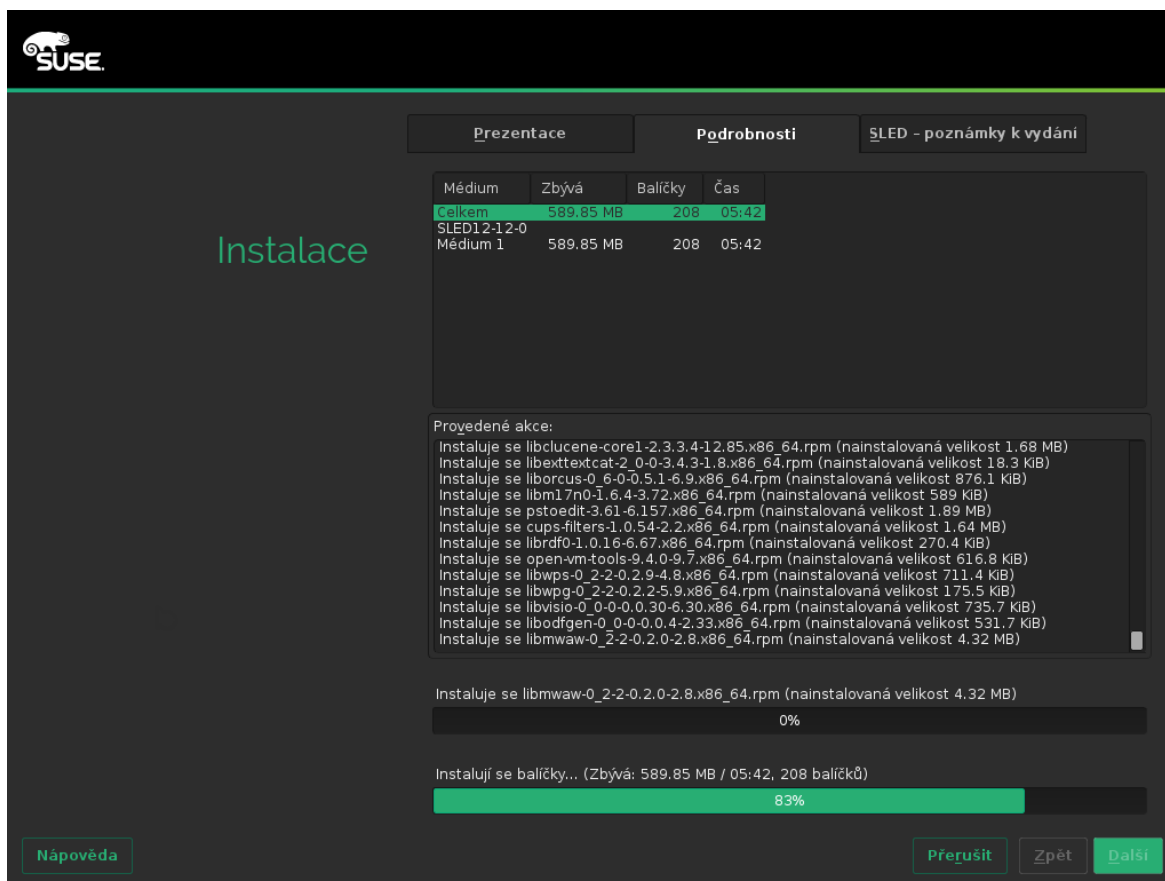 SUSE.
Prezentace Podrobnosti SLED - poznámky k vydání
Instalace
Médium Zbývá Balíčky Čas
Celkem 589.85 MB 208 05:42
SLED12-12-0
Médium 1 589.85 MB 208 05:42
Provedené akce:
Instaluje se libclucene-core1-2.3.3.4-12.85.x86_64.rpm (nainstalovaná velikost 1.68 MB)
Instaluje se libexttextcat-2_0-0-3.4.3-1.8.x86_64.rpm (nainstalovaná velikost 18.3 KiB)
Instaluje se liborcus-0_6-0-0.5.1-6.9.x86_64.rpm (nainstalovaná velikost 876.1 KiB)
Instaluje se libm17n0-1.6.4-3.72.x86_64.rpm (nainstalovaná velikost 589 KiB)
Instaluje se pstoedit-3.61-6.157.x86_64.rpm (nainstalovaná velikost 1.89 MB)
Instaluje se cups-filters-1.0.54-2.2.x86_64.rpm (nainstalovaná velikost 1.64 MB)
Instaluje se librdf0-1.0.16-6.67.x86_64.rpm (nainstalovaná velikost 270.4 KiB)
Instaluje se open-vm-tools-9.4.0-9.7.x86_64.rpm (nainstalovaná velikost 616.8 KiB)
Instaluje se libwps-0_2-2-0.2.9-4.8.x86_64.rpm (nainstalovaná velikost 711.4 KiB)
Instaluje se libwpg-0_2-2-0.2.2-5.9.x86_64.rpm (nainstalovaná velikost 175.5 KiB)
Instaluje se libvisio-0_0-0-0.0.30-6.30.x86_64.rpm (nainstalovaná velikost 735.7 KiB)
Instaluje se libodfgen-0_0-0-0.0.4-2.33.x86_64.rpm (nainstalovaná velikost 531.7 KiB)
Instaluje se libmwaw-0_2-2-0.2.0-2.8.x86_64.rpm (nainstalovaná velikost 4.32 MB)
Instaluje se libmwaw-0_2-2-0.2.0-2.8.x86_64.rpm (nainstalovaná velikost 4.32 MB)
0%
Instalují se balíčky... (Zbývá: 589.85 MB / 05:42, 208 balíčků)
83%
Nápověda Přerušit Zpět Další